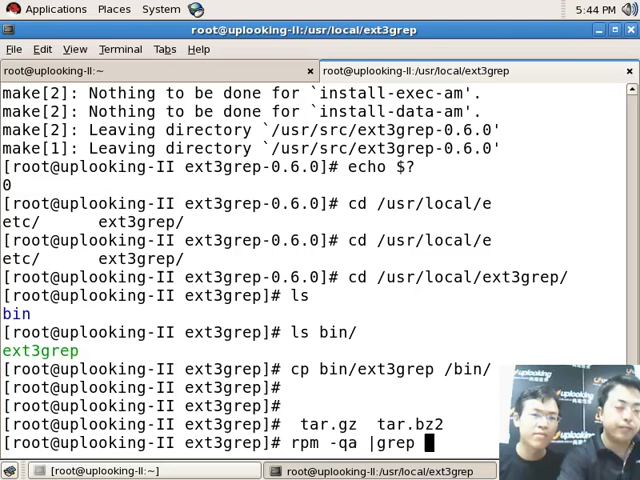 Applications Places System 5:44 PM
root@uplooking-II:/usr/local/ext3grep
File Edit View Terminal Tabs Help
root@uplooking-II:~ root@uplooking-II:/usr/local/ext3grep
make[2]: Nothing to be done for `install-exec-am'.
make[2]: Nothing to be done for `install-data-am'.
make[2]: Leaving directory `/usr/src/ext3grep-0.6.0'
make[1]: Leaving directory `/usr/src/ext3grep-0.6.0'
[root@uplooking-II ext3grep-0.6.0]# echo $?
0
[root@uplooking-II ext3grep-0.6.0]# cd /usr/local/e
etc/ ext3grep/
[root@uplooking-II ext3grep-0.6.0]# cd /usr/local/e
etc/ ext3grep/
[root@uplooking-II ext3grep-0.6.0]# cd /usr/local/ext3grep/
[root@uplooking-II ext3grep]# ls
bin
[root@uplooking-II ext3grep]# ls bin/
ext3grep
[root@uplooking-II ext3grep]# cp bin/ext3grep /bin/
[root@uplooking-II ext3grep]#
[root@uplooking-II ext3grep]#
[root@uplooking-II ext3grep]# tar.gz tar.bz2
[root@uplooking-II ext3grep]# rpm -qa |grep
uplooking
[root@uplooking-II:~] root@uplooking-II:/usr/local/ext3grep